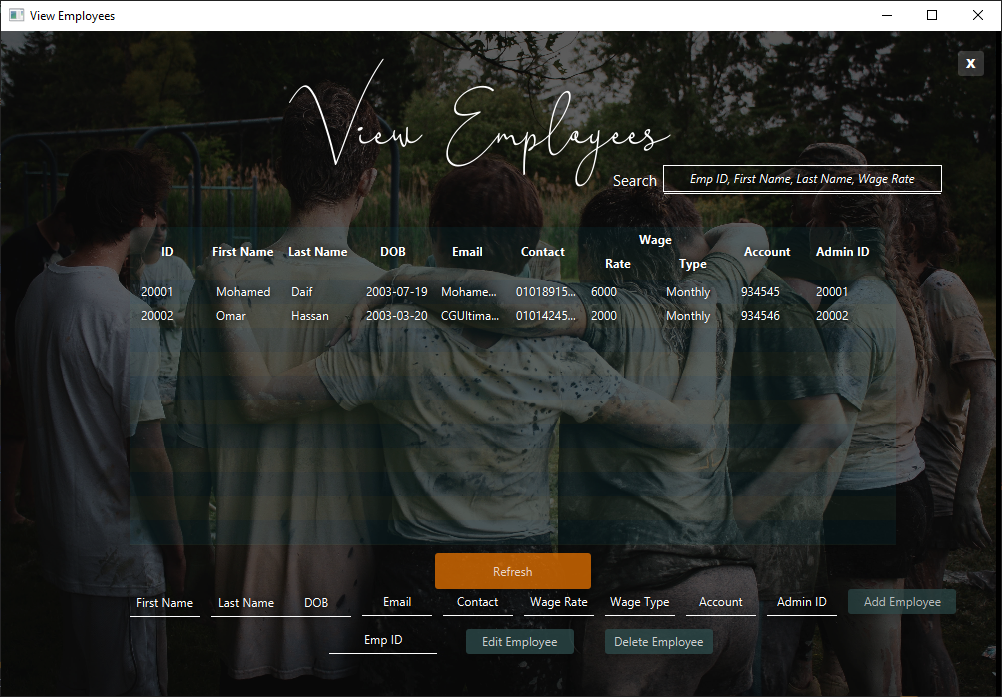 View Employees
x
View Employees
Search Emp ID, First Name, Last Name, Wage Rate
ID First Name Last Name DOB Email Contact Wage Rate Type Account Admin ID
20001 Mohamed Daif 2003-07-19 Mohame... 01018915... 6000 Monthly 934545 20001
20002 Omar Hassan 2003-03-20 CGUltima... 01014245... 2000 Monthly 934546 20002
Refresh
First Name Last Name DOB Email Contact Wage Rate Wage Type Account Admin ID Add Employee
Emp ID Edit Employee Delete Employee